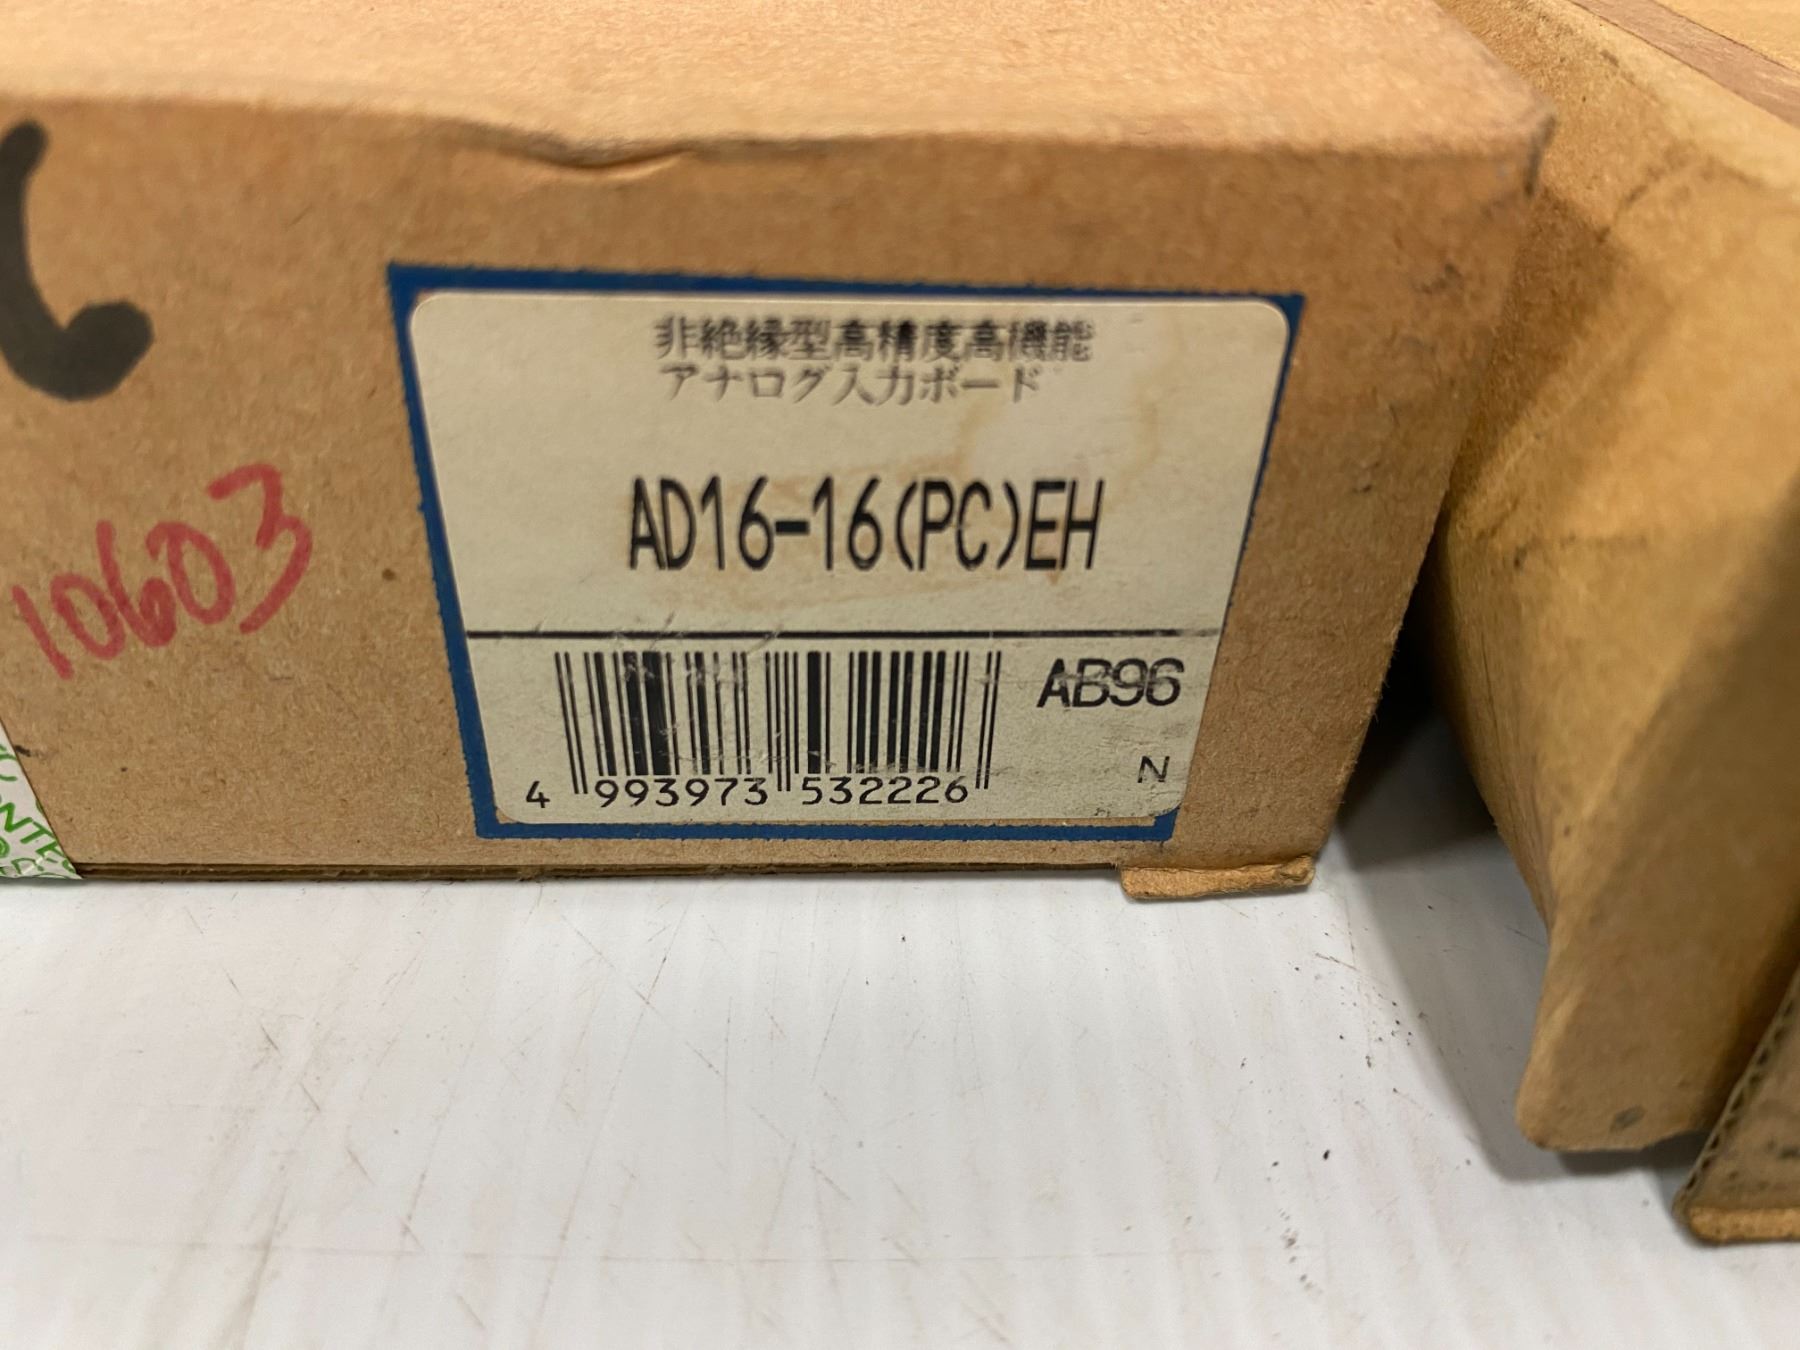 非絶縁型高精度高機能
アナログ入力ボード
AD16-16(PC)EH
10603
AB96
N
4 993973 532226